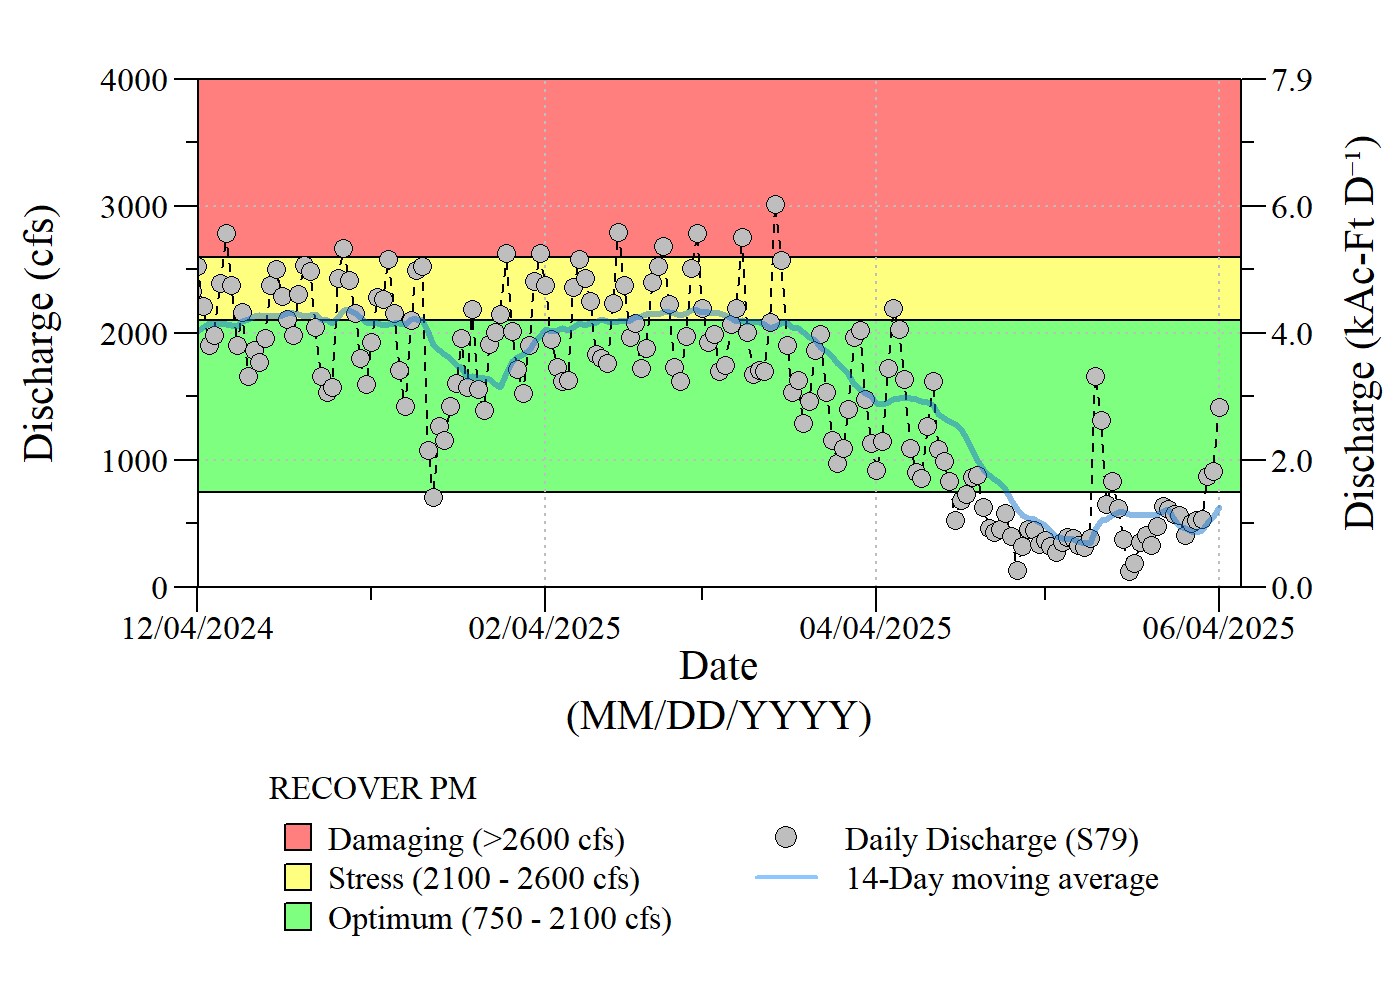 4000
3000
2000
1000
0
Discharge (cfs)
7.9
6.0
4.0
2.0
0.0
Discharge (kAc-Ft D⁻¹)
12/04/2024
02/04/2025
04/04/2025
06/04/2025
Date
(MM/DD/YYYY)
RECOVER PM
Damaging (>2600 cfs)
Stress (2100 - 2600 cfs)
Optimum (750 - 2100 cfs)
Daily Discharge (S79)
14-Day moving average